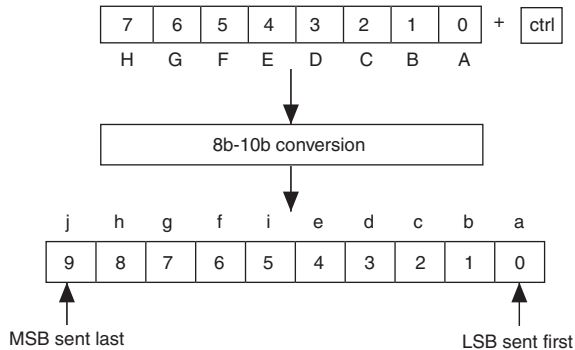 7 6 5 4 3 2 1 0 + ctrl
H G F E D C B A
8b-10b conversion
j h g f i e d c b a
9 8 7 6 5 4 3 2 1 0
MSB sent last LSB sent first